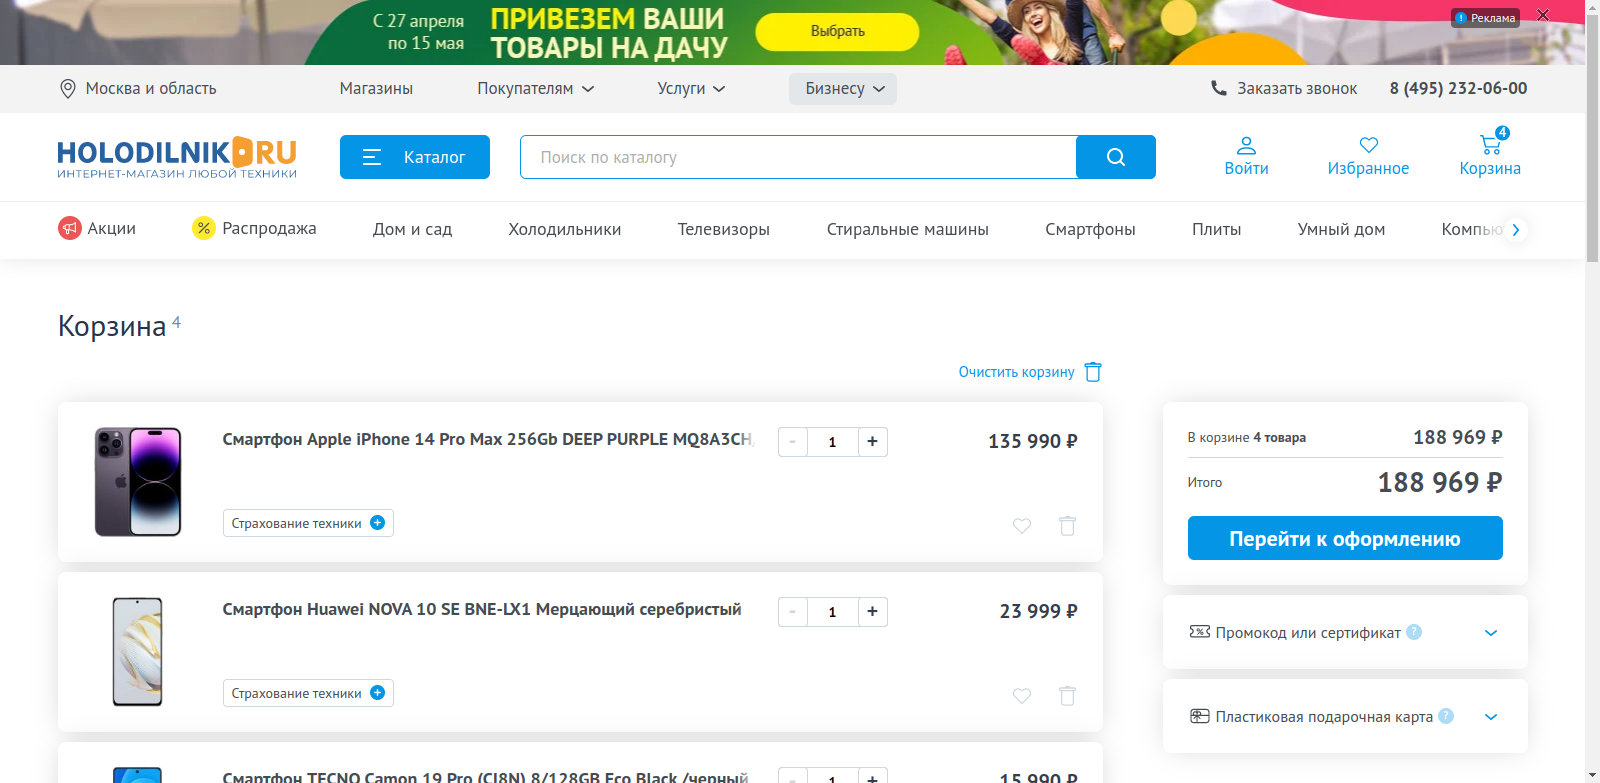 С 27 апреля
по 15 мая
ПРИВЕЗЕМ ВАШИ
ТОВАРЫ НА ДАЧУ
Выбрать
Реклама
Москва и область
Магазины
Покупателям
Услуги
Бизнесу
Заказать звонок
8 (495) 232-06-00
HOLODILNIK RU
ИНТЕРНЕТ-МАГАЗИН ЛЮБОЙ ТЕХНИКИ
Каталог
Поиск по каталогу
Войти
Избранное
4
Корзина
Акции
% Распродажа
Дом и сад
Холодильники
Телевизоры
Стиральные машины
Смартфоны
Плиты
Умный дом
Компью
Корзина 4
Очистить корзину
Смартфон Apple iPhone 14 Pro Max 256Gb DEEP PURPLE MQ8A3CH
- 1 +
135 990 ₽
Страхование техники +
Смартфон Huawei NOVA 10 SE BNE-LX1 Мерцающий серебристый
- 1 +
23 999 ₽
Страхование техники +
Смартфон TECNO Camon 19 Pro (CI8N) 8/128GB Eco Black /черный
- 1 +
15 990 ₽
В корзине 4 товара
188 969 ₽
Итого
188 969 ₽
Перейти к оформлению
Промокод или сертификат ?
Пластиковая подарочная карта ?